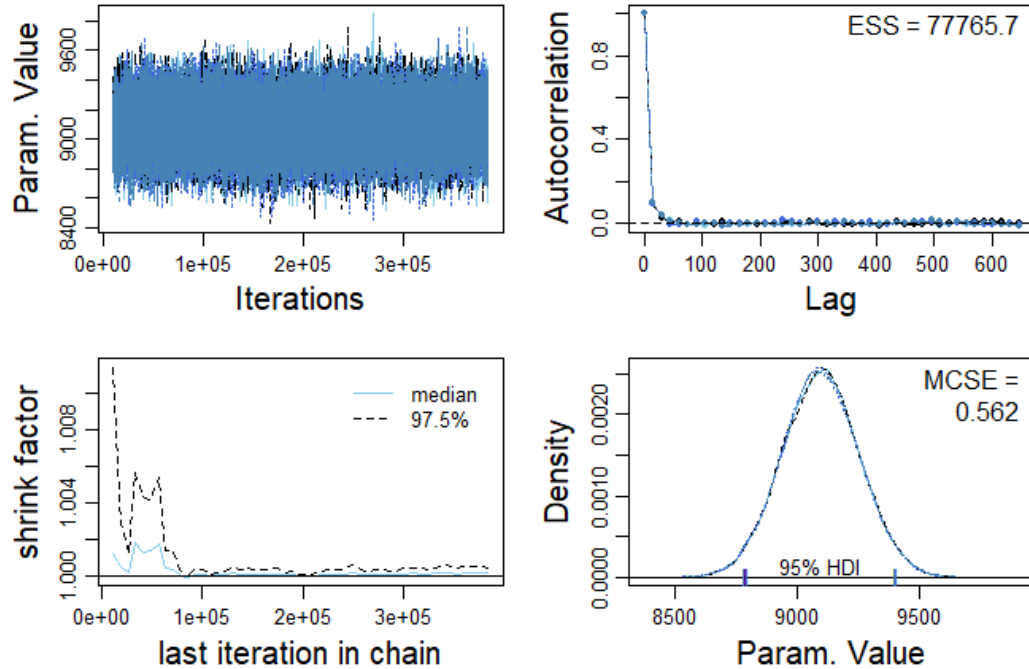 Param. Value
8400 9000 9600
0e+00 1e+05 2e+05 3e+05
Iterations
Autocorrelation
0.0 0.4 0.8
ESS = 77765.7
0 100 200 300 400 500 600
Lag
shrink factor
1.000 1.004 1.008
median
97.5%
0e+00 1e+05 2e+05 3e+05
last iteration in chain
Density
0.0000 0.0010 0.0020
MCSE =
0.562
95% HDI
8500 9000 9500
Param. Value